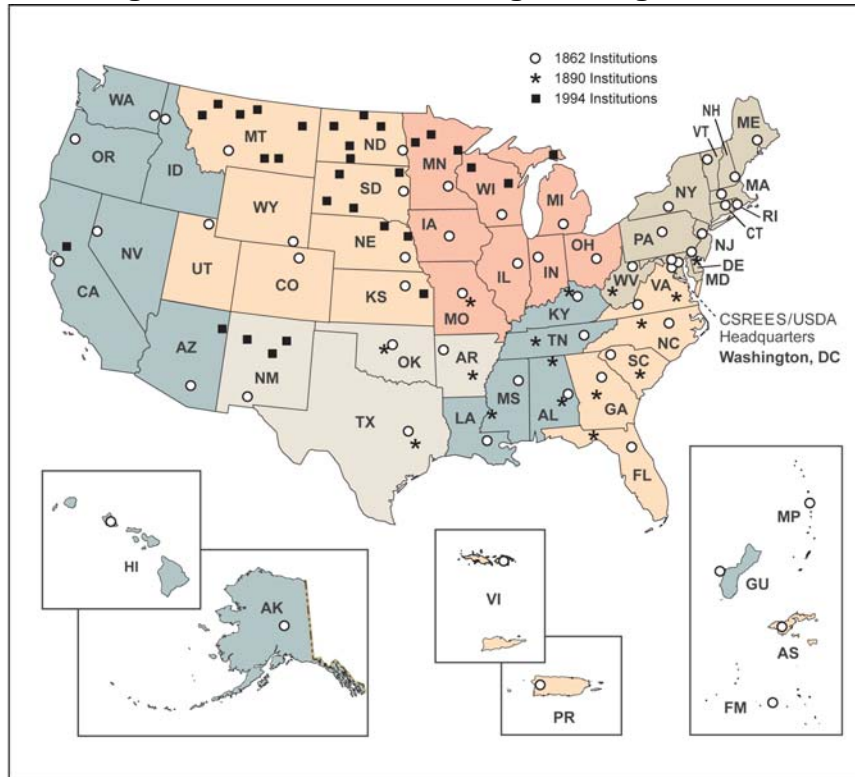 1862 Institutions
1890 Institutions
1994 Institutions
WA
OR
ID
MT
ND
MN
WI
MI
NH
VT
ME
NY
MA
RI
CT
SD
WY
IA
NE
PA
NJ
DE
MD
NV
UT
CO
IL
IN
OH
WV
VA
CA
KS
MO
KY
CSREES/USDA
Headquarters
Washington, DC
AZ
NM
OK
AR
TN
NC
SC
TX
LA
MS
AL
GA
FL
HI
AK
VI
PR
MP
GU
AS
FM